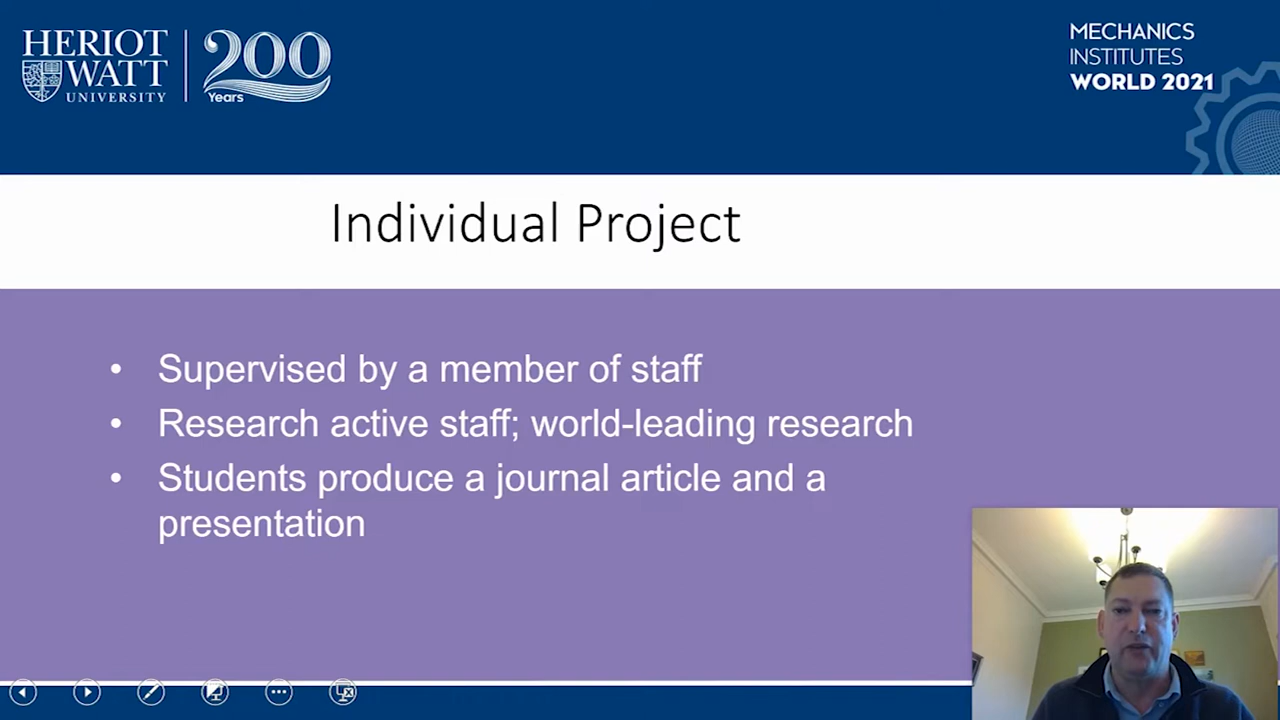 HERIOT
WATT
UNIVERSITY
200
Years
MECHANICS
INSTITUTES
WORLD 2021
Individual Project
• Supervised by a member of staff
• Research active staff; world-leading research
• Students produce a journal article and a
presentation